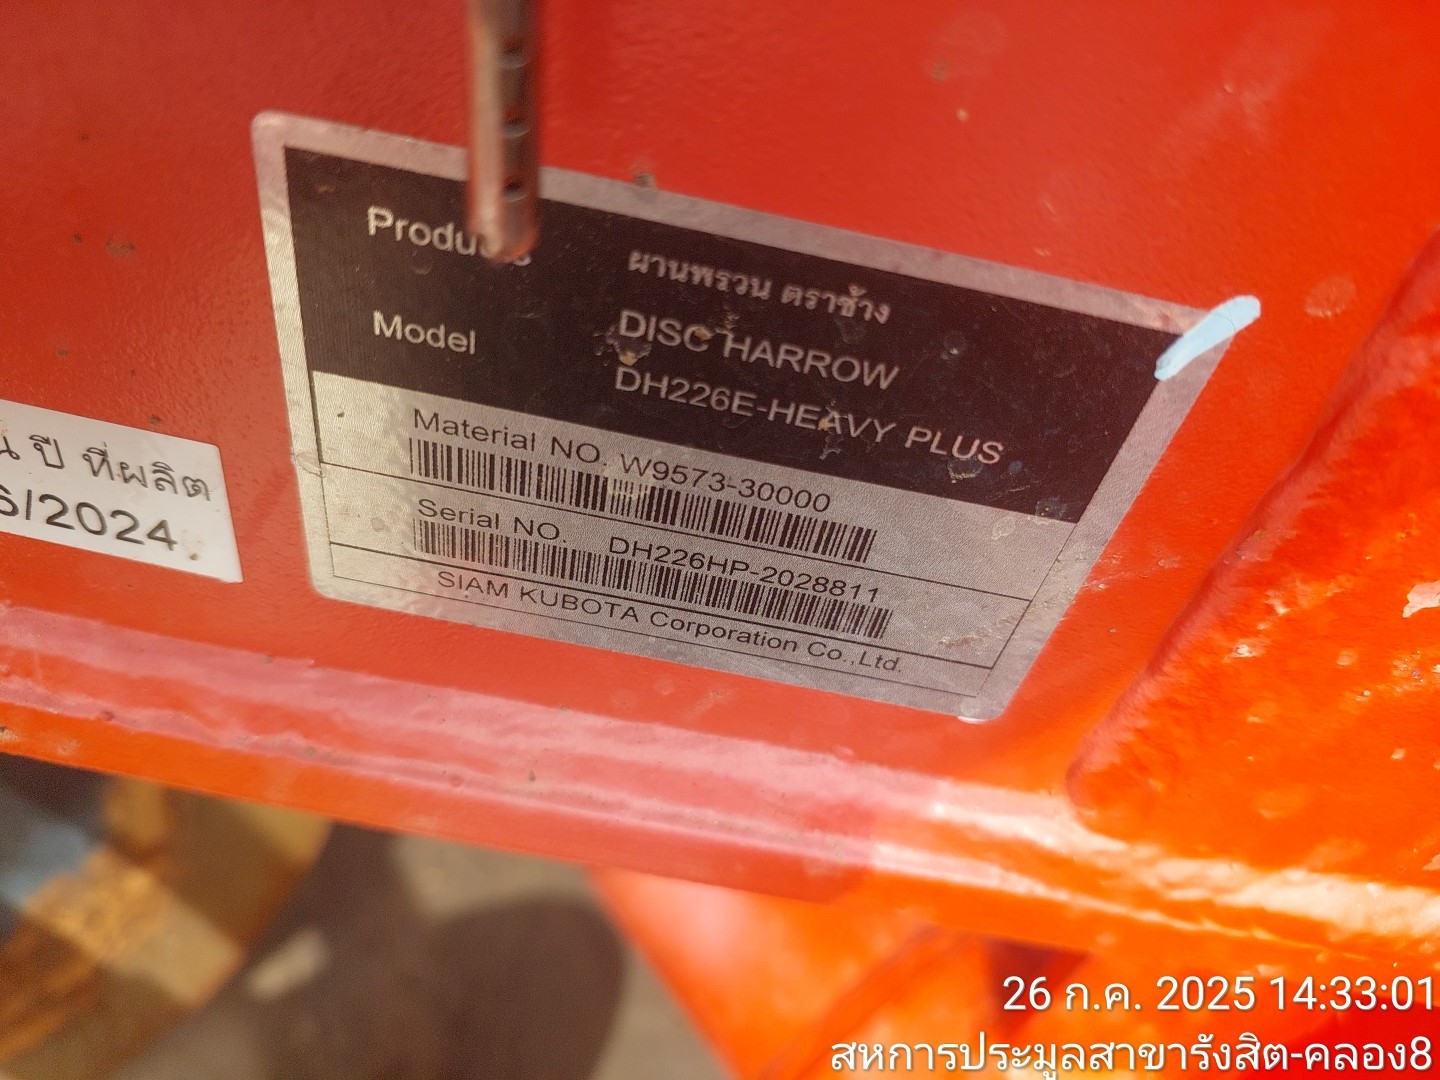 Products
ผานพรวน ตราช้าง
DISC HARROW
Model
DH226E-HEAVY PLUS
Material NO. W9573-30000
Serial NO. DH226HP-2028811
SIAM KUBOTA Corporation Co.,Ltd.
ปี ที่ผลิต
6/2024
26 ก.ค. 2025 14:33:01
สหการประมูลสาขารังสิต-คลอง8